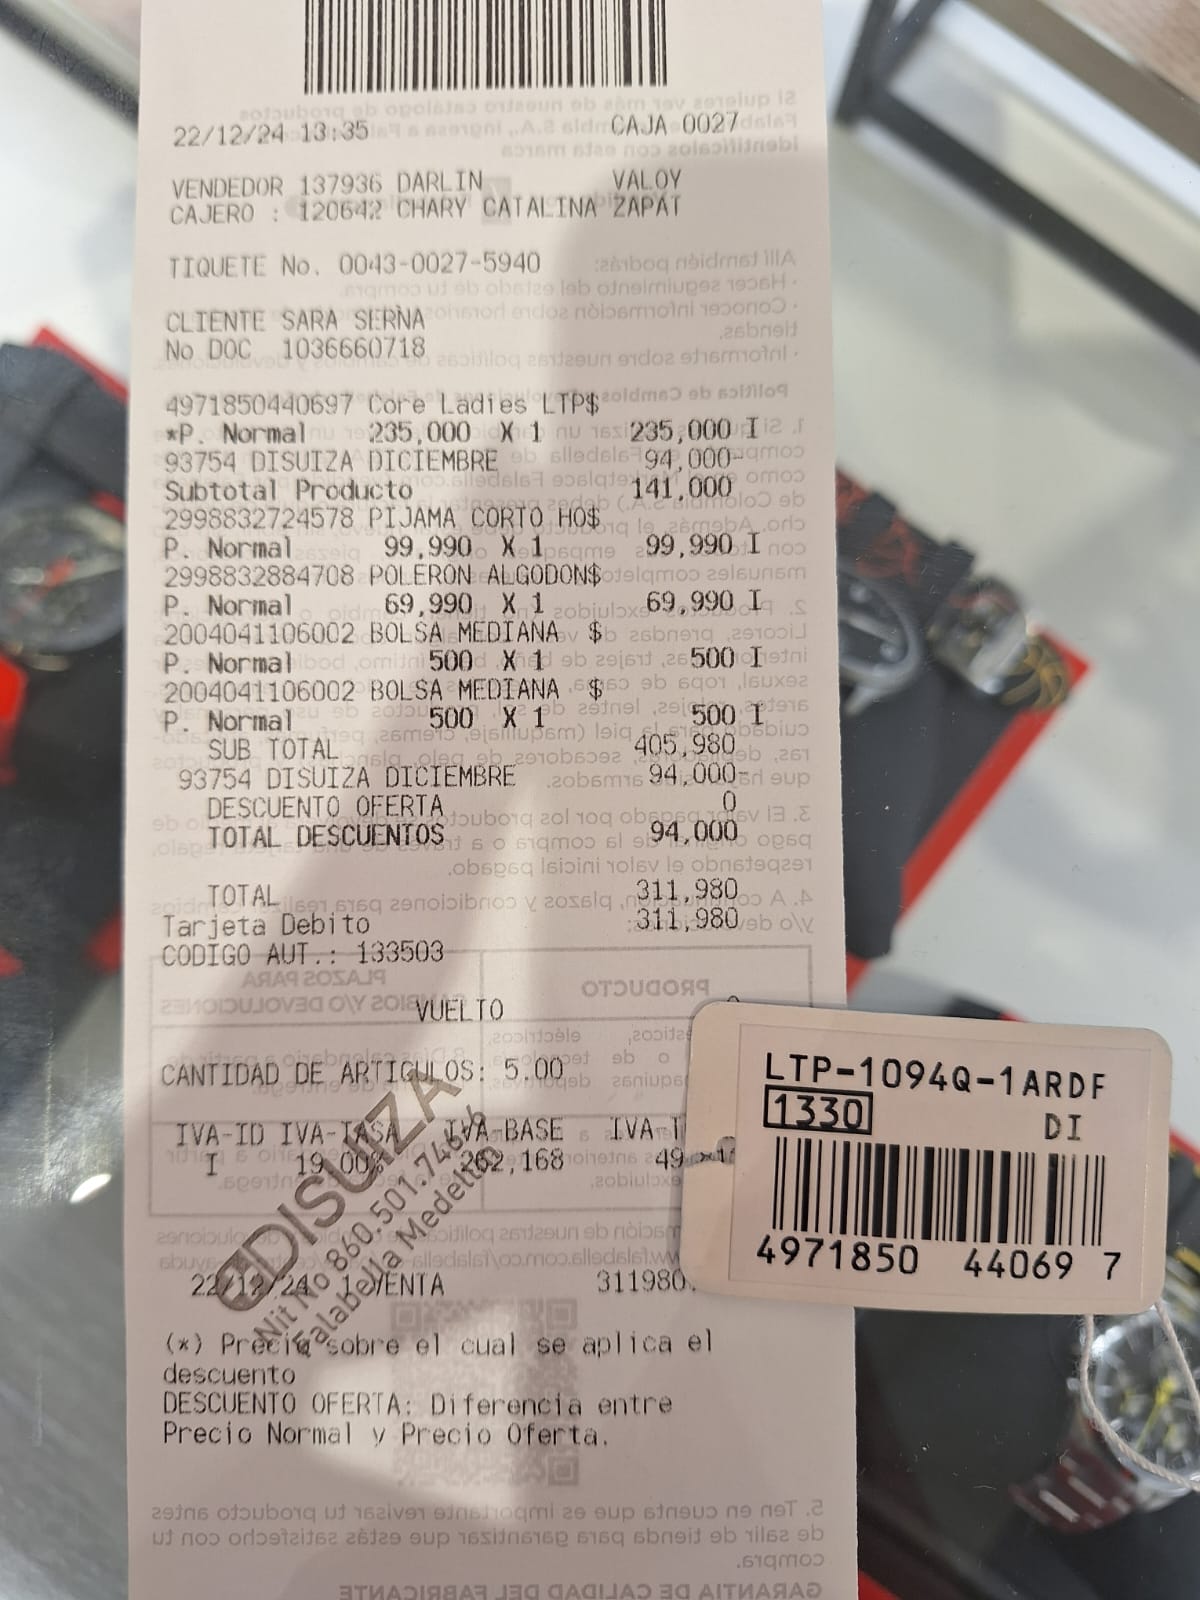 22/12/24 13:35 CAJA 0027
VENDEDOR 137936 DARLIN VALOY
CAJERO : 120642 CHARY CATALINA ZAPAT
TIQUETE No. 0043-0027-5940
CLIENTE SARA SERNA
No DOC 1036660718
4971850440697 Core Ladies LTP$
*P. Normal 235,000 X 1 235,000 I
93754 DISUIZA DICIEMBRE 94,000-
Subtotal Producto 141,000
2998832724578 PIJAMA CORTO HO$
P. Normal 99,990 X 1 99,990 I
2998832884708 POLERON ALGODON$
P. Normal 69,990 X 1 69,990 I
2004041106002 BOLSA MEDIANA $
P. Normal 500 X 1 500 I
2004041106002 BOLSA MEDIANA $
P. Normal 500 X 1 500 I
SUB TOTAL 405,980
93754 DISUIZA DICIEMBRE 94,000-
DESCUENTO OFERTA 0
TOTAL DESCUENTOS 94,000
TOTAL 311,980
Tarjeta Debito 311,980
CODIGO AUT.: 133503
VUELTO
CANTIDAD DE ARTIGULOS: 5.00
IVA-ID IVA-TASA IVA-BASE IVA-
I 19.00% 262,168 49
DISUIZA
Nit No 860.501.746
Falabella Medellin
22/12/24 1 VENTA 311980.
(*) Precio sobre el cual se aplica el
descuento
DESCUENTO OFERTA: Diferencia entre
Precio Normal y Precio Oferta.
LTP-1094Q-1ARDF
1330 DI
4971850 44069 7